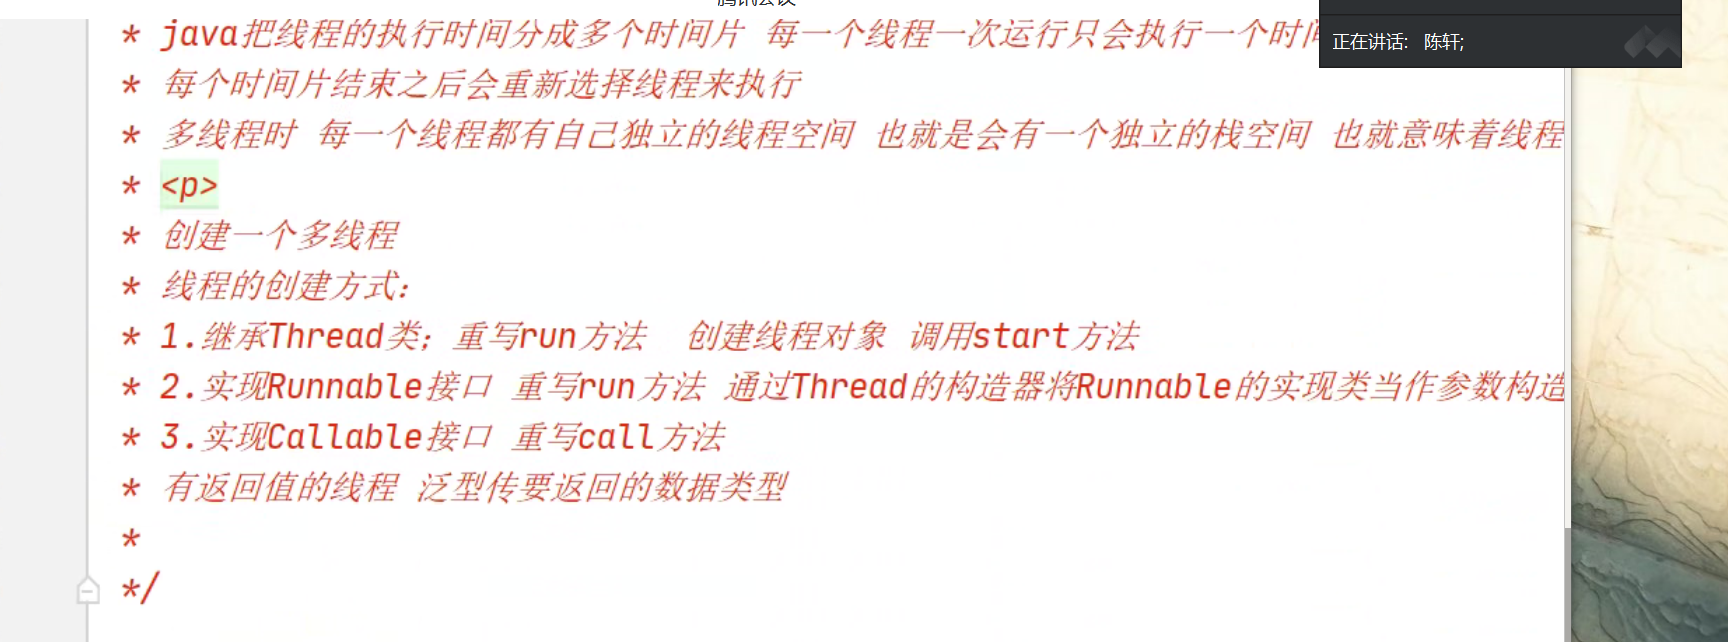 腾讯会议
* java把线程的执行时间分成多个时间片 每一个线程一次运行只会执行一个时间
正在讲话: 陈轩;
* 每个时间片结束之后会重新选择线程来执行
* 多线程时 每一个线程都有自己独立的线程空间 也就是会有一个独立的栈空间 也就意味着线程
* <p>
* 创建一个多线程
* 线程的创建方式:
* 1.继承Thread类; 重写run方法  创建线程对象 调用start方法
* 2.实现Runnable接口 重写run方法 通过Thread的构造器将Runnable的实现类当作参数构造
* 3.实现Callable接口 重写call方法
* 有返回值的线程 泛型传要返回的数据类型
*
*/